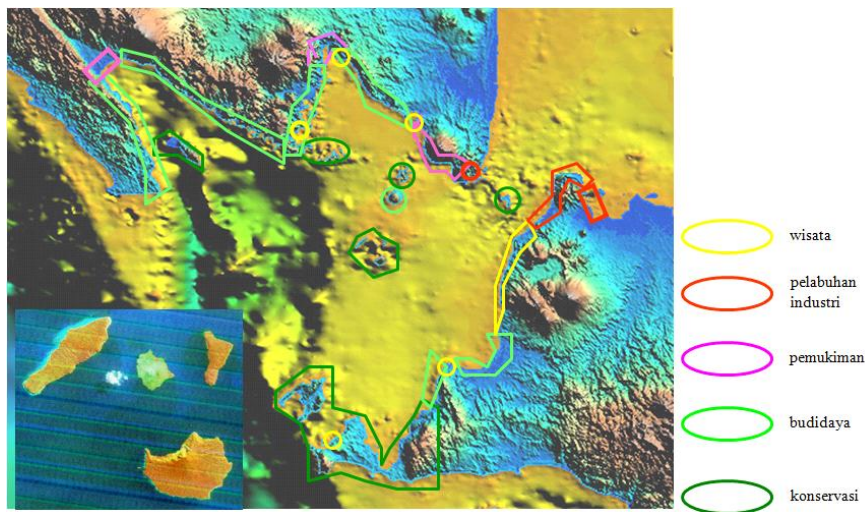 wisata
pelabuhan
industri
pemukiman
budidaya
konservasi